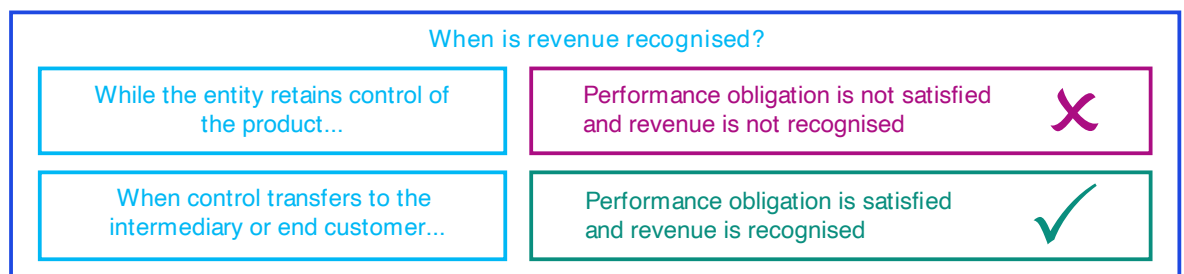 When is revenue recognised?
While the entity retains control of
the product...
Performance obligation is not satisfied
and revenue is not recognised
When control transfers to the
intermediary or end customer...
Performance obligation is satisfied
and revenue is recognised